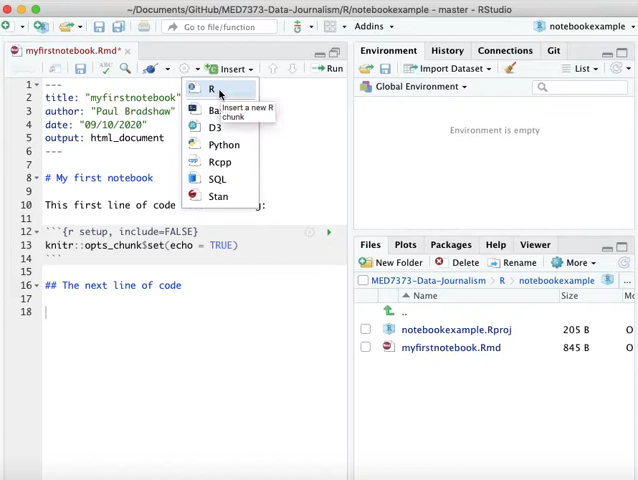 ~/Documents/GitHub/MED7373-Data-Journalism/R/notebookexample - master - RStudio
Go to file/function
Addins
notebookexample
myfirstnotebook.Rmd*
Insert
Run
1 ---
2 title: "myfirstnotebook"
3 author: "Paul Bradshaw"
4 date: "09/10/2020"
5 output: html_document
6 ---
7
8 # My first notebook
9
10 This first line of code
11
12 ```{r setup, include=FALSE}
13 knitr::opts_chunk$set(echo = TRUE)
14 ```
15
16 ## The next line of code
17
18
R
Insert a new R
chunk
Ba
D3
Python
Rcpp
SQL
Stan
Environment
History
Connections
Git
Import Dataset
List
Global Environment
Environment is empty
Files
Plots
Packages
Help
Viewer
New Folder
Delete
Rename
More
MED7373-Data-Journalism > R > notebookexample
...
Name
Size
Mo
..
notebookexample.Rproj
205 B
O
myfirstnotebook.Rmd
845 B
O